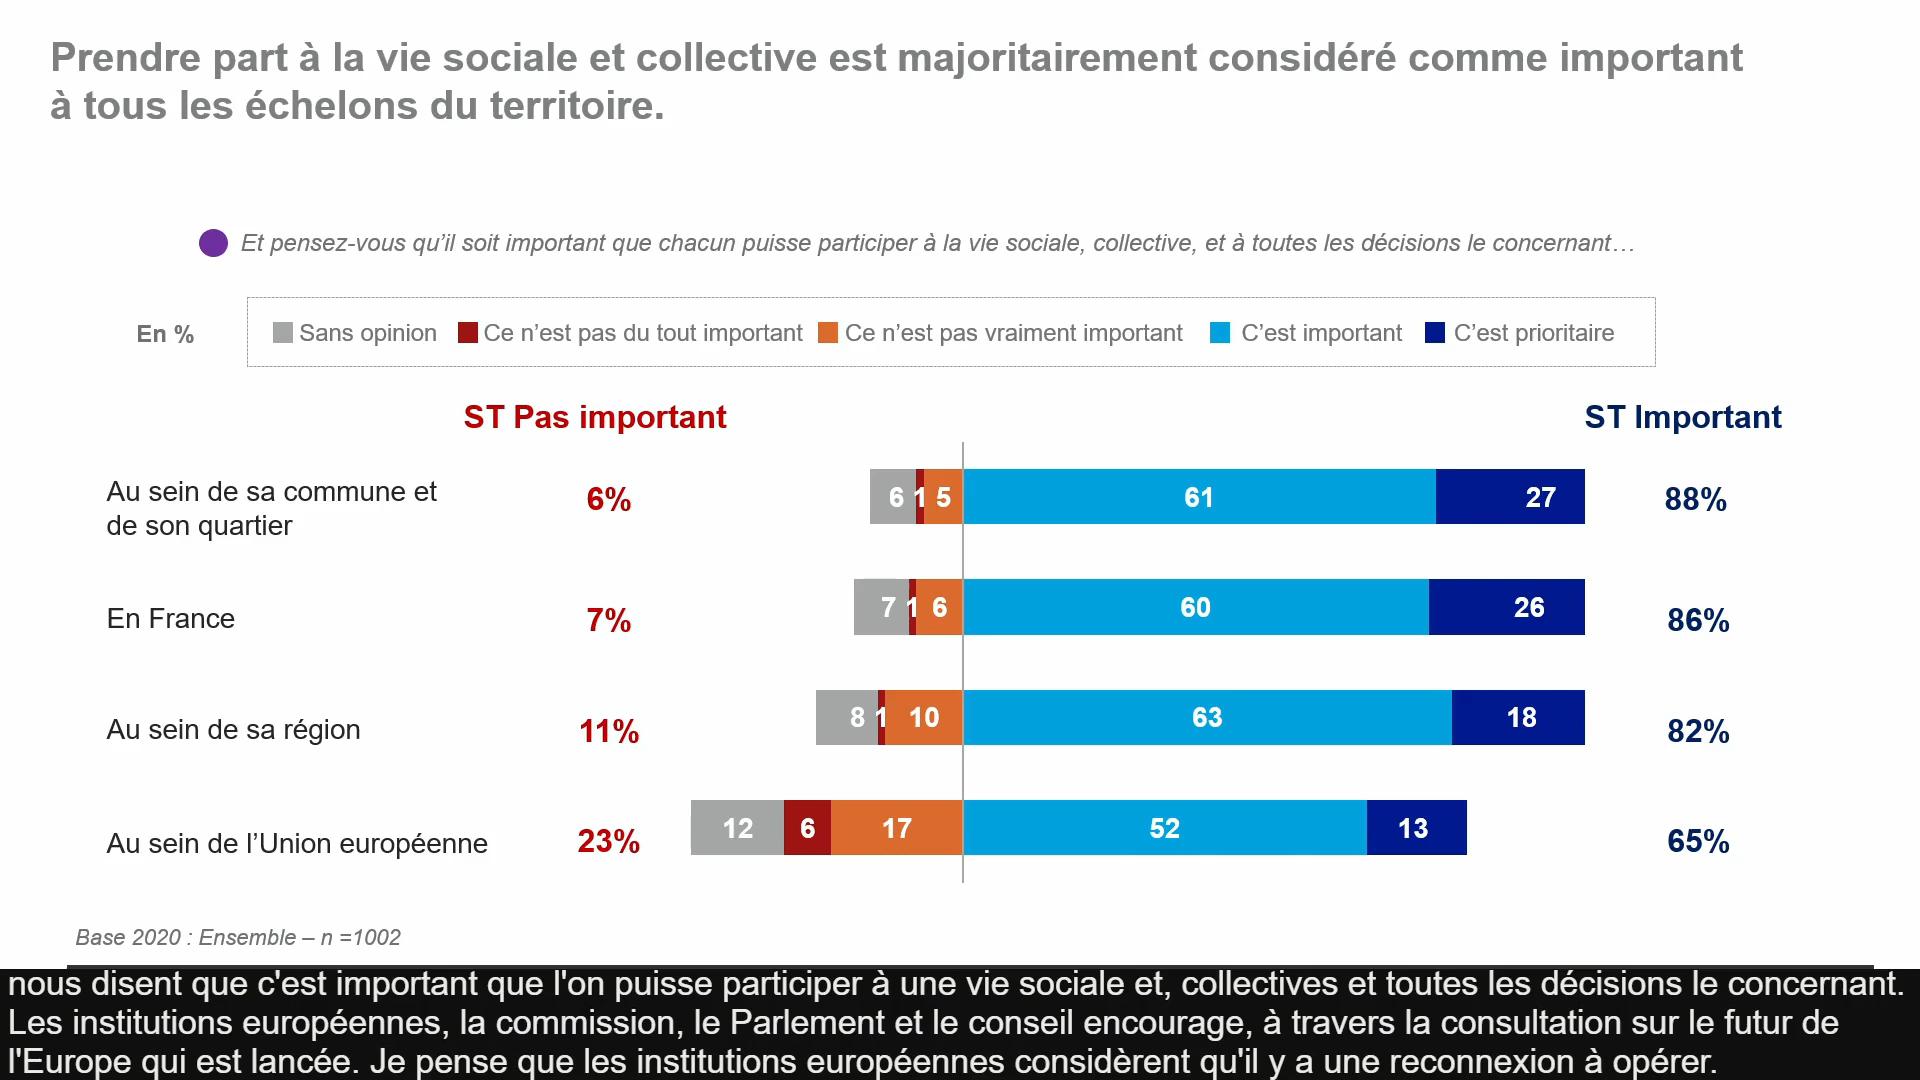 Prendre part à la vie sociale et collective est majoritairement considéré comme important
à tous les échelons du territoire.
Et pensez-vous qu’il soit important que chacun puisse participer à la vie sociale, collective, et à toutes les décisions le concernant…
En %
Sans opinion Ce n’est pas du tout important Ce n’est pas vraiment important C’est important C’est prioritaire
ST Pas important ST Important
Au sein de sa commune et
de son quartier
6% 6 1 5 61 27 88%
En France 7% 7 1 6 60 26 86%
Au sein de sa région 11% 8 1 10 63 18 82%
Au sein de l’Union européenne 23% 12 6 17 52 13 65%
Base 2020 : Ensemble – n =1002
nous disent que c'est important que l'on puisse participer à une vie sociale et, collectives et toutes les décisions le concernant.
Les institutions européennes, la commission, le Parlement et le conseil encourage, à travers la consultation sur le futur de
l'Europe qui est lancée. Je pense que les institutions européennes considèrent qu'il y a une reconnexion à opérer.